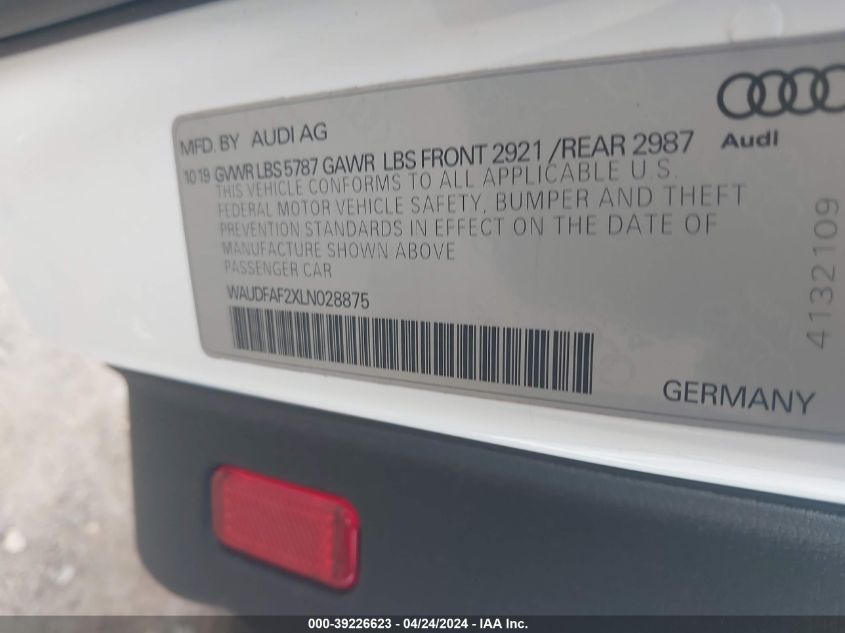 MFD. BY AUDI AG
10 19 GVWR LBS 5787 GAWR LBS FRONT 2921 /REAR 2987
THIS VEHICLE CONFORMS TO ALL APPLICABLE U.S.
FEDERAL MOTOR VEHICLE SAFETY, BUMPER AND THEFT
PREVENTION STANDARDS IN EFFECT ON THE DATE OF
MANUFACTURE SHOWN ABOVE
PASSENGER CAR
WAUDFAF2XLN028875
Audi
4132109
GERMANY
000-39226623 - 04/24/2024 - IAA Inc.